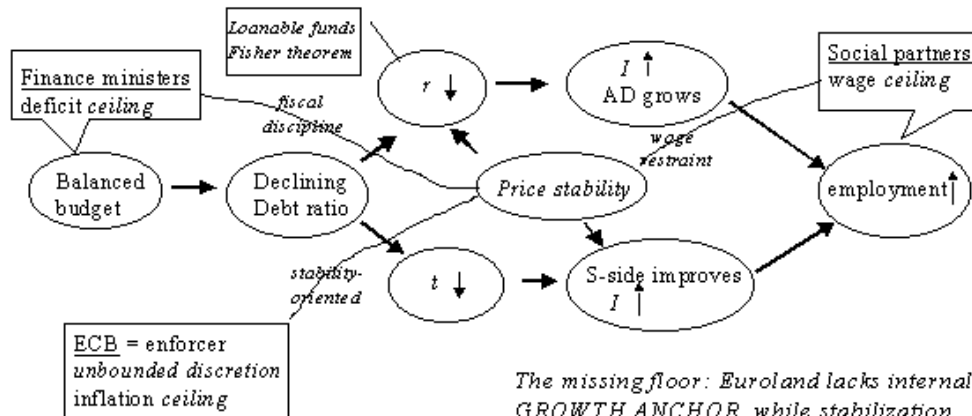 Loanable funds
Fisher theorem
Social partners
wage ceiling
Finance ministers
deficit ceiling
r
I
AD grows
fiscal
discipline
wage
restraint
Balanced
budget
Declining
Debt ratio
Price stability
employment
stability-
oriented
t
S-side improves
I
ECB = enforcer
unbounded discretion
inflation ceiling
The missing floor: Euroland lacks internal
GROWTH ANCHOR, while stabilization